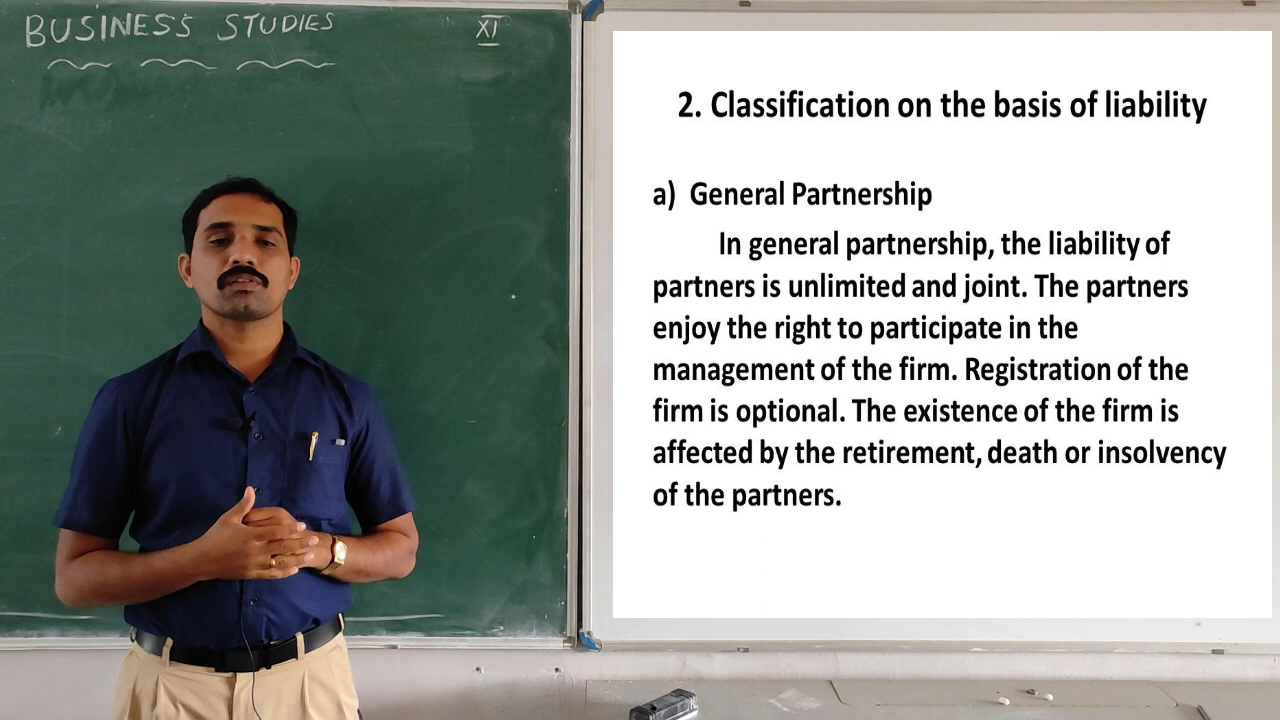 BUSINESS STUDIES
XI
2. Classification on the basis of liability
a) General Partnership
In general partnership, the liability of
partners is unlimited and joint. The partners
enjoy the right to participate in the
management of the firm. Registration of the
firm is optional. The existence of the firm is
affected by the retirement, death or insolvency
of the partners.